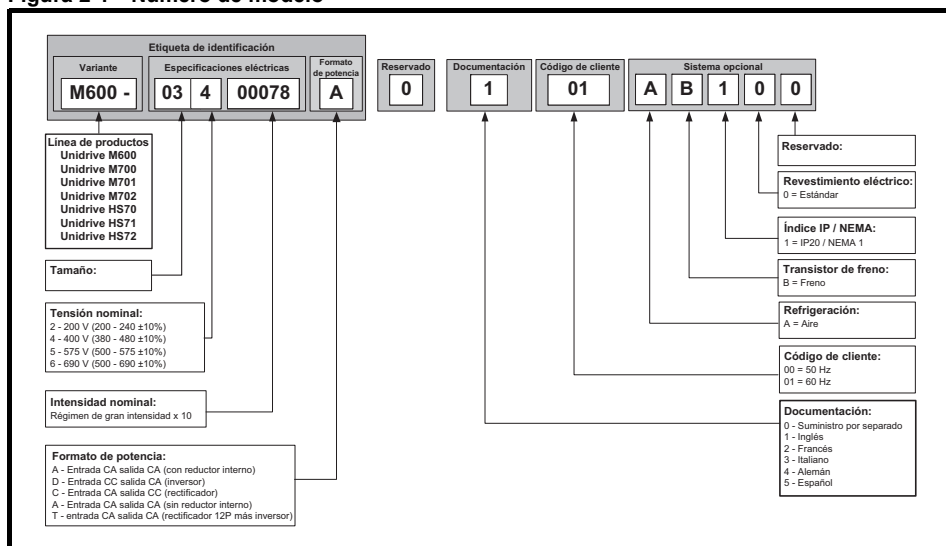 Etiqueta de identificación
Variante
Especificaciones eléctricas
Formato
de potencia
Reservado
Documentación
Código de cliente
Sistema opcional
M600 -
03
4
00078
A
0
1
01
A
B
1
0
0
Línea de productos
Unidrive M600
Unidrive M700
Unidrive M701
Unidrive M702
Unidrive HS70
Unidrive HS71
Unidrive HS72
Tamaño:
Tensión nominal:
2 - 200 V (200 - 240 ±10%)
4 - 400 V (380 - 480 ±10%)
5 - 575 V (500 - 575 ±10%)
6 - 690 V (500 - 690 ±10%)
Intensidad nominal:
Régimen de gran intensidad x 10
Formato de potencia:
A - Entrada CA salida CA (con reductor interno)
D - Entrada CC salida CA (inversor)
C - Entrada CA salida CC (rectificador)
A - Entrada CA salida CA (sin reductor interno)
T - entrada CA salida CA (rectificador 12P más inversor)
Reservado:
Revestimiento eléctrico:
0 = Estándar
Índice IP / NEMA:
1 = IP20 / NEMA 1
Transistor de freno:
B = Freno
Refrigeración:
A = Aire
Código de cliente:
00 = 50 Hz
01 = 60 Hz
Documentación:
0 - Suministro por separado
1 - Inglés
2 - Francés
3 - Italiano
4 - Alemán
5 - Español